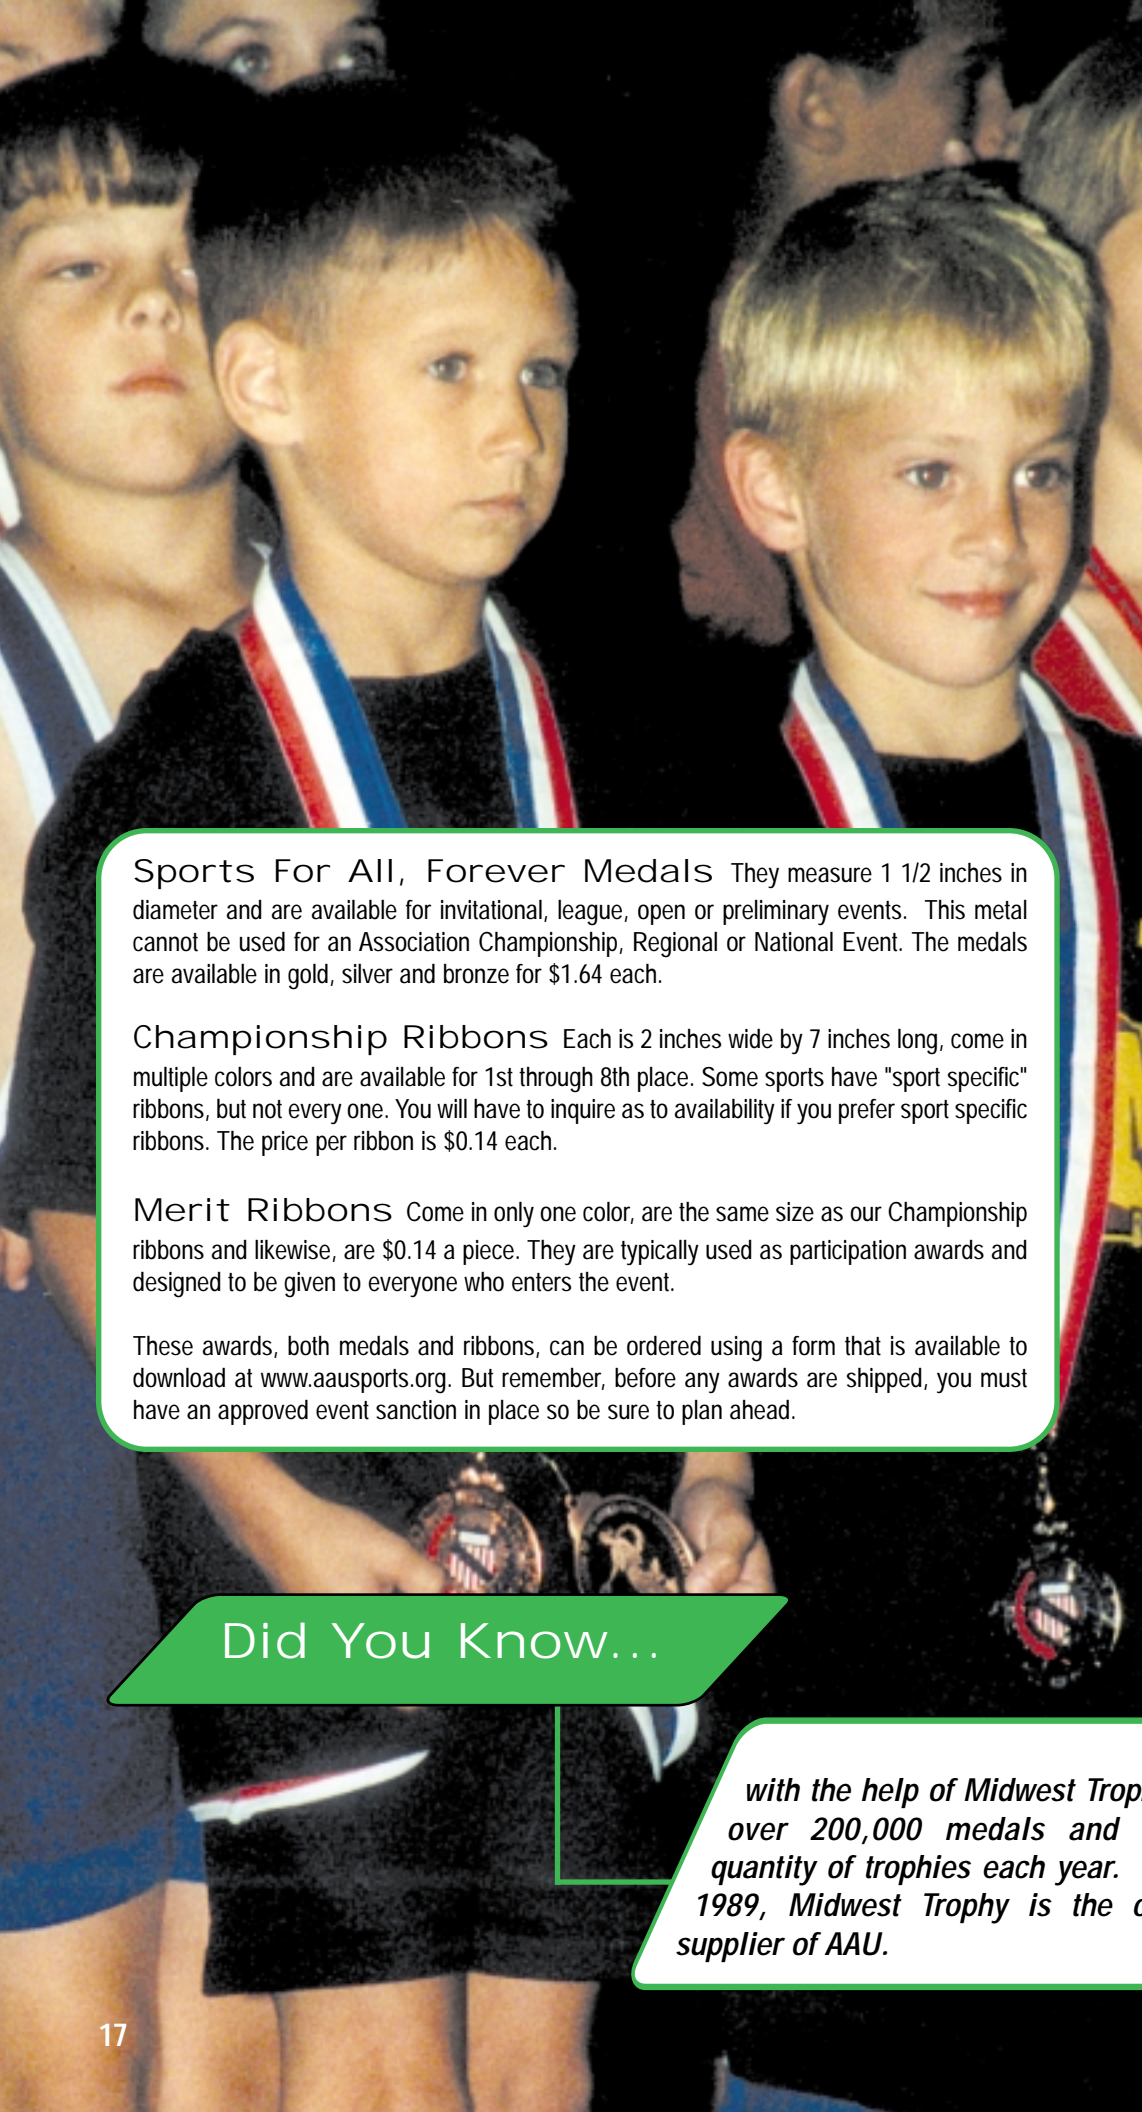 Sports For All, Forever Medals They measure 1 1/2 inches in
diameter and are available for invitational, league, open or preliminary events. This metal
cannot be used for an Association Championship, Regional or National Event. The medals
are available in gold, silver and bronze for $1.64 each.
Championship Ribbons Each is 2 inches wide by 7 inches long, come in
multiple colors and are available for 1st through 8th place. Some sports have "sport specific"
ribbons, but not every one. You will have to inquire as to availability if you prefer sport specific
ribbons. The price per ribbon is $0.14 each.
Merit Ribbons Come in only one color, are the same size as our Championship
ribbons and likewise, are $0.14 a piece. They are typically used as participation awards and
designed to be given to everyone who enters the event.
These awards, both medals and ribbons, can be ordered using a form that is available to
download at www.aausports.org. But remember, before any awards are shipped, you must
have an approved event sanction in place so be sure to plan ahead.
Did You Know...
with the help of Midwest
over 200,000 medals and
quantity of trophies each year.
1989, Midwest Trophy is the
supplier of AAU.
17